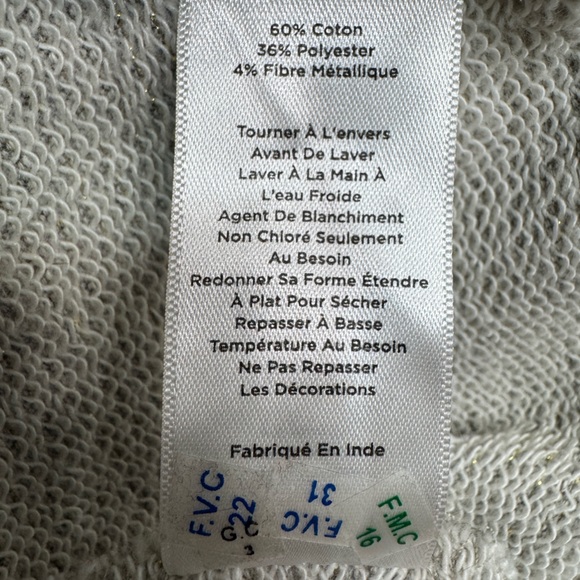 60% Coton
36% Polyester
4% Fibre Métallique
Tourner À L'envers
Avant De Laver
Laver À La Main À
L'eau Froide
Agent De Blanchiment
Non Chloré Seulement
Au Besoin
Redonner Sa Forme Étendre
À Plat Pour Sécher
Repasser À Basse
Température Au Besoin
Ne Pas Repasser
Les Décorations
Fabriqué En Inde
F.V.C
22
G.C
3
F.V.C
31
F.M.C
16